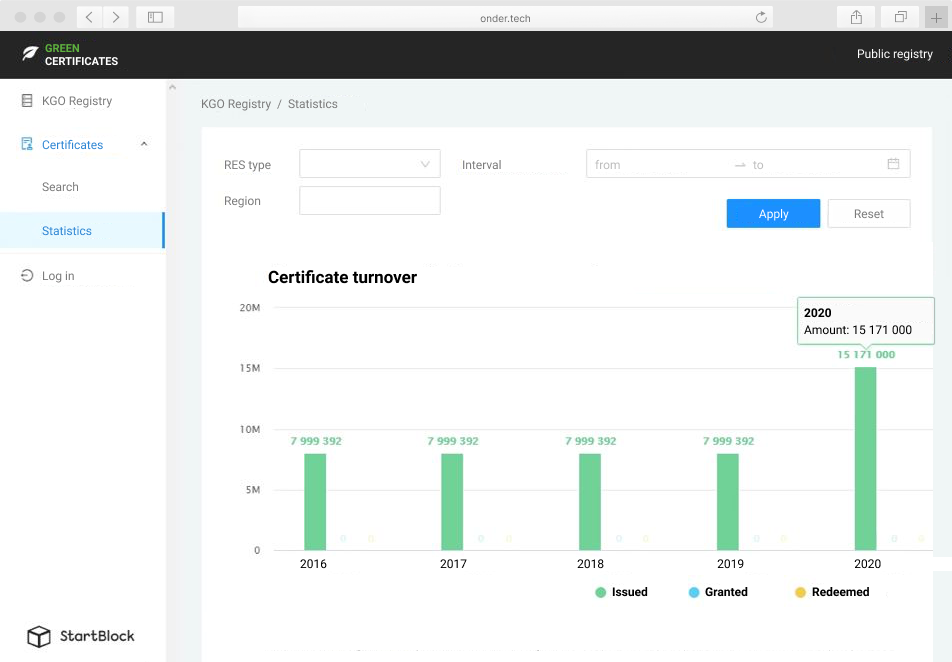 onder.tech
GREEN
CERTIFICATES
Public registry
KGO Registry
Certificates
Search
Statistics
Log in
StartBlock
KGO Registry / Statistics
RES type
Interval
from
to
Region
Apply
Reset
Certificate turnover
20M
15M
10M
5M
0
2020
Amount: 15 171 000
7 999 392
7 999 392
7 999 392
7 999 392
15 171 000
0 0 0 0 0 0 0 0 0 0
2016 2017 2018 2019 2020
Issued Granted Redeemed